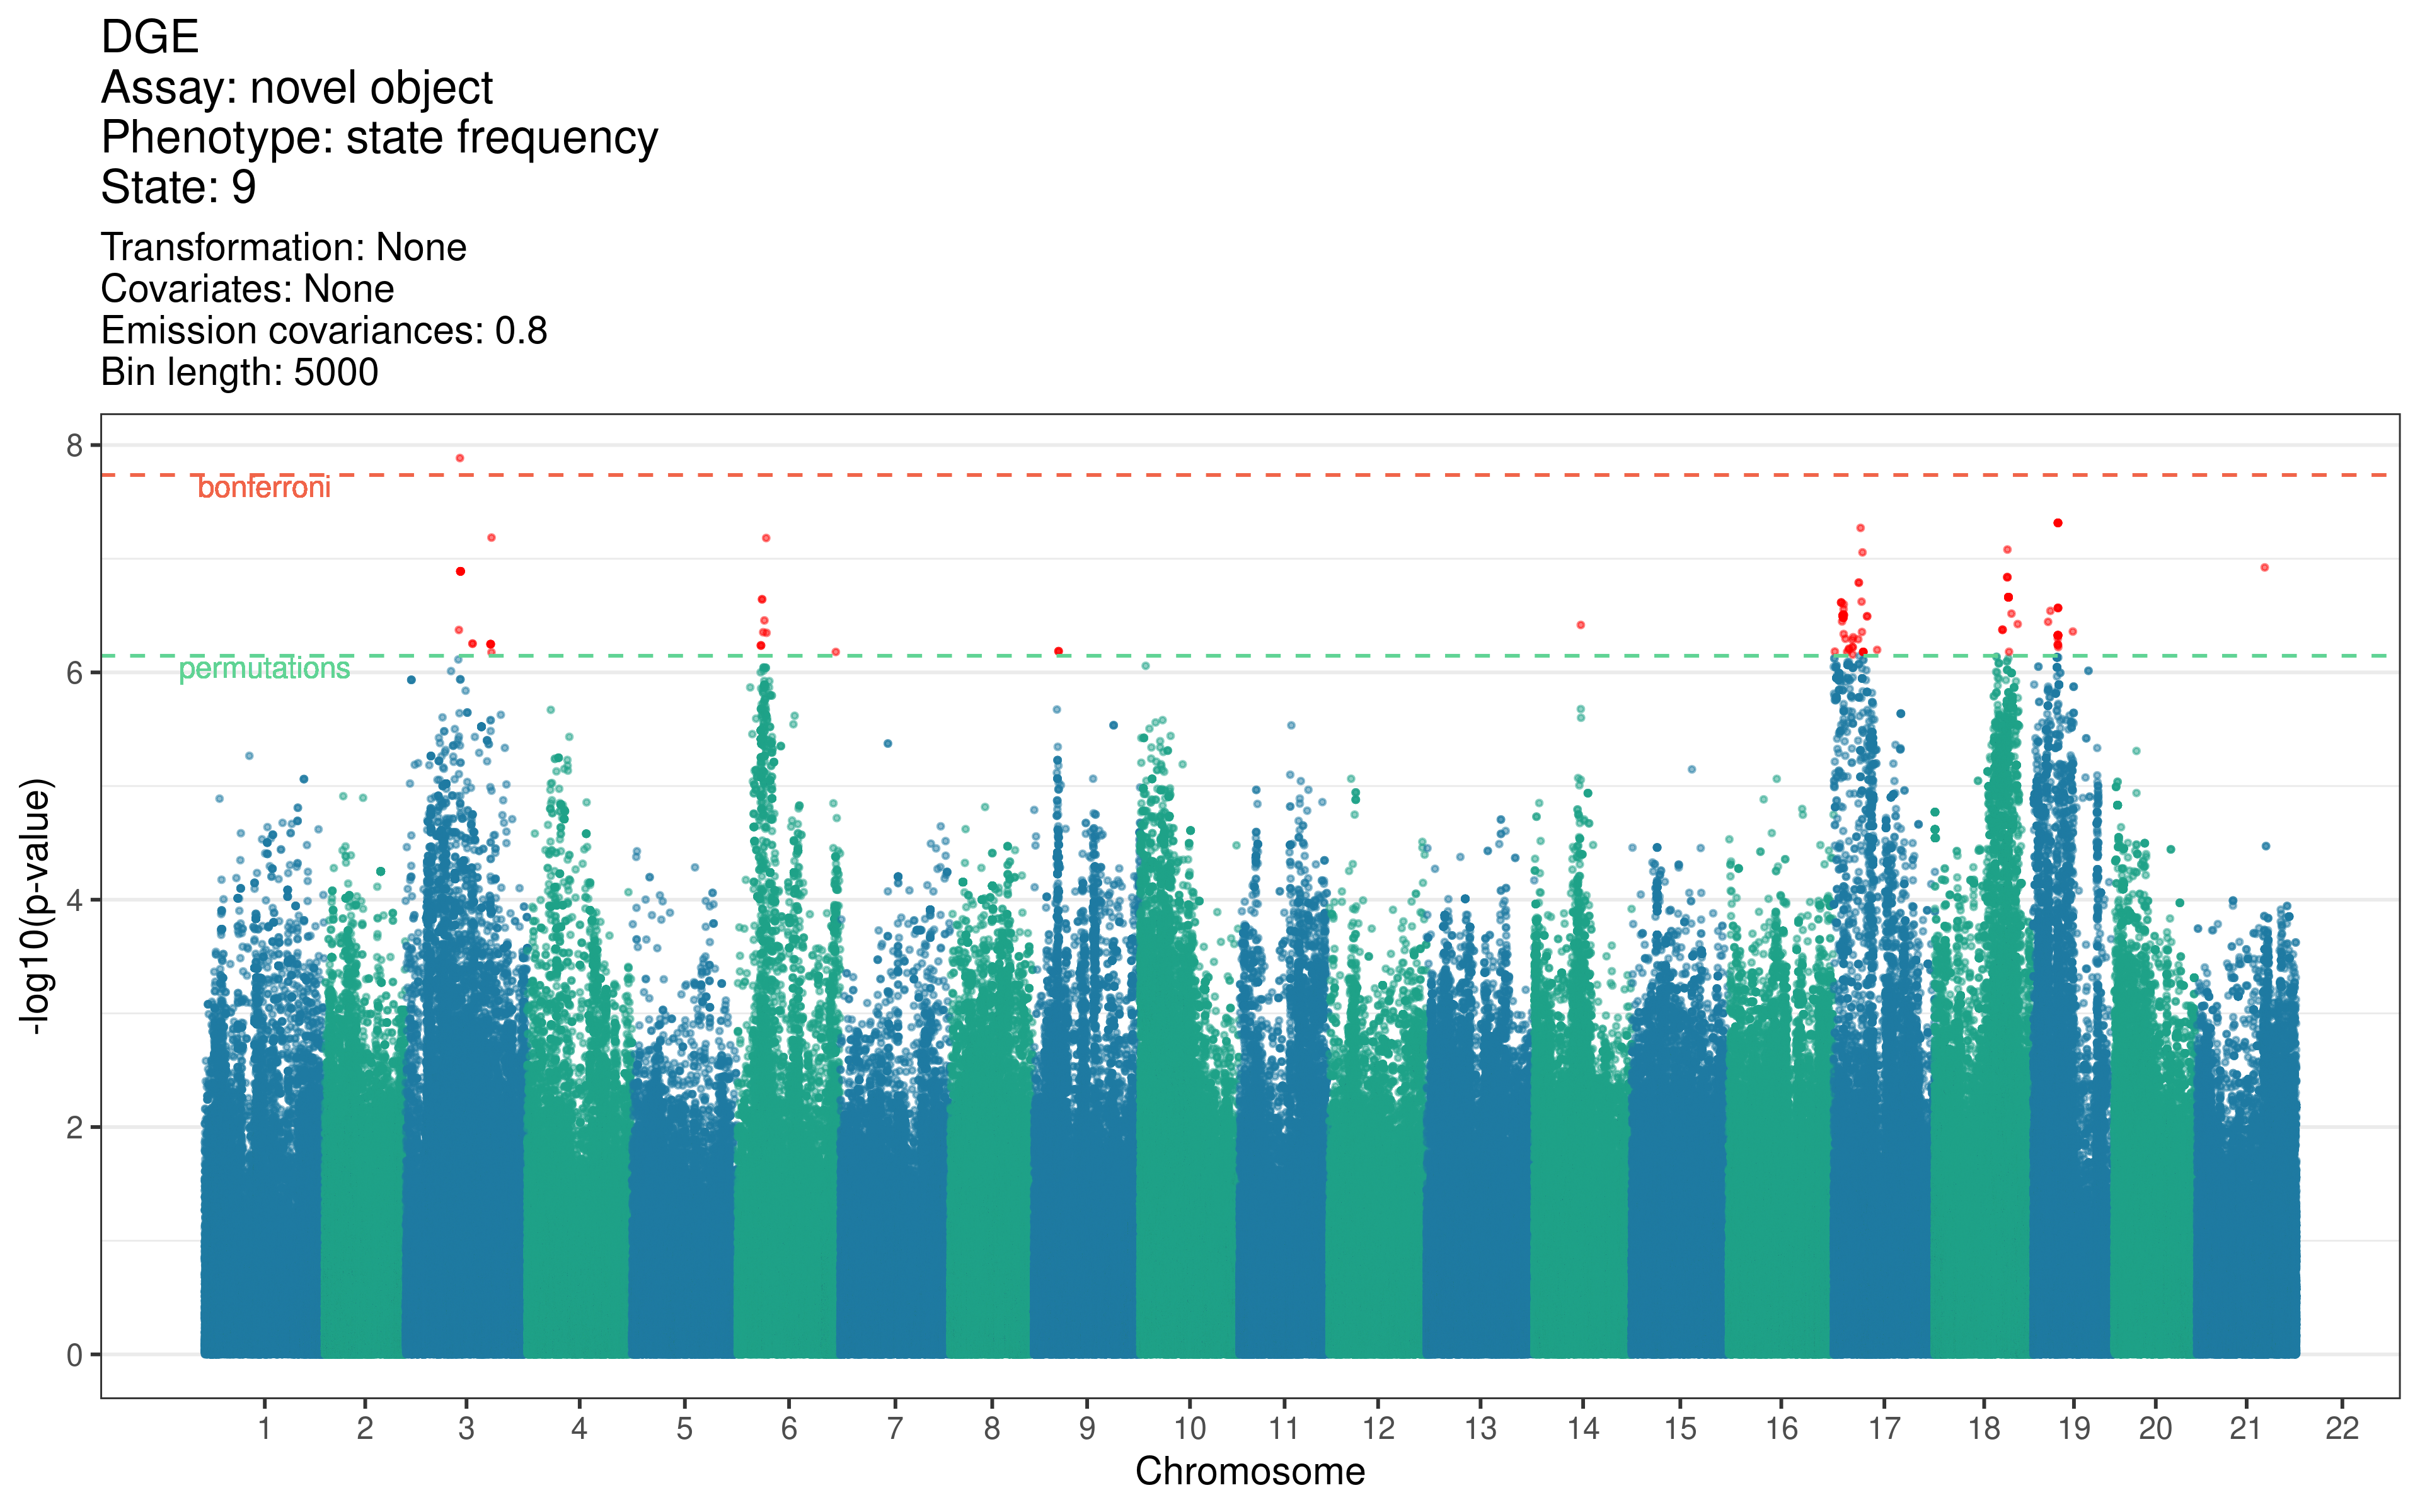 DGE
Assay: novel object
Phenotype: state frequency
State: 9
Transformation: None
Covariates: None
Emission covariances: 0.8
Bin length: 5000
8
bonferroni
permutations
6
4
2
0
-log10(p-value)
1 2 3 4 5 6 7 8 9 10 11 12 13 14 15 16 17 18 19 20 21 22
Chromosome